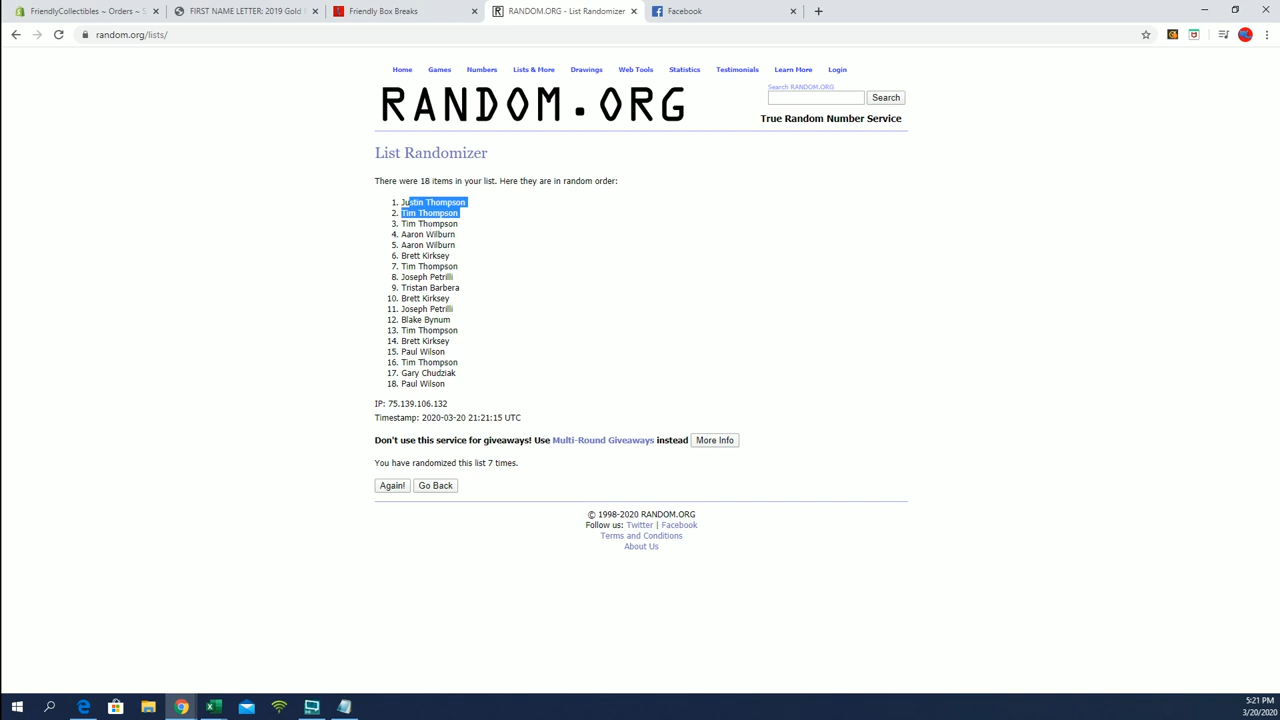 FriendlyCollectibles ~ Orders ~ S
FIRST NAME LETTER: 2019 Gold
Friendly Box Breaks
RANDOM.ORG - List Randomizer
Facebook
random.org/lists/
Home Games Numbers Lists & More Drawings Web Tools Statistics Testimonials Learn More Login
RANDOM.ORG
Search RANDOM.ORG
Search
True Random Number Service
List Randomizer
There were 18 items in your list. Here they are in random order:
1. Justin Thompson
2. Tim Thompson
3. Tim Thompson
4. Aaron Wilburn
5. Aaron Wilburn
6. Brett Kirksey
7. Tim Thompson
8. Joseph Petrilli
9. Tristan Barbera
10. Brett Kirksey
11. Joseph Petrilli
12. Blake Bynum
13. Tim Thompson
14. Brett Kirksey
15. Paul Wilson
16. Tim Thompson
17. Gary Chudziak
18. Paul Wilson
IP: 75.139.106.132
Timestamp: 2020-03-20 21:21:15 UTC
Don't use this service for giveaways! Use Multi-Round Giveaways instead More Info
You have randomized this list 7 times.
Again! Go Back
© 1998-2020 RANDOM.ORG
Follow us: Twitter | Facebook
Terms and Conditions
About Us
5:21 PM
3/20/2020